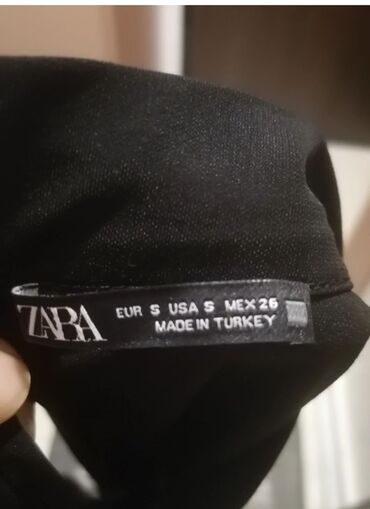 ZARA
EUR S USA S MEX 26
MADE IN TURKEY